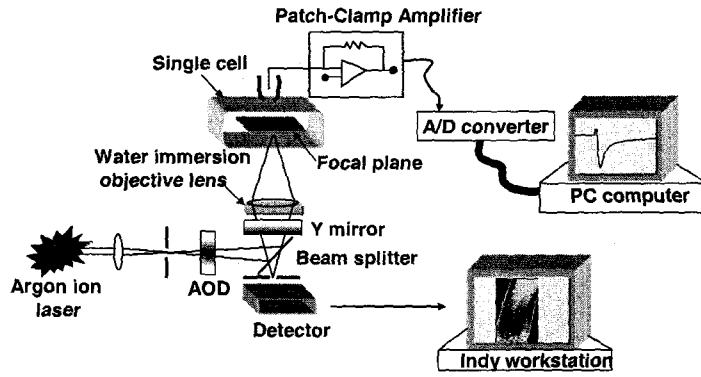 Patch-Clamp Amplifier
Single cell
A/D converter
Focal plane
Water immersion
objective lens
PC computer
Y mirror
Beam splitter
Argon ion
laser
AOD
Detector
Indy workstation